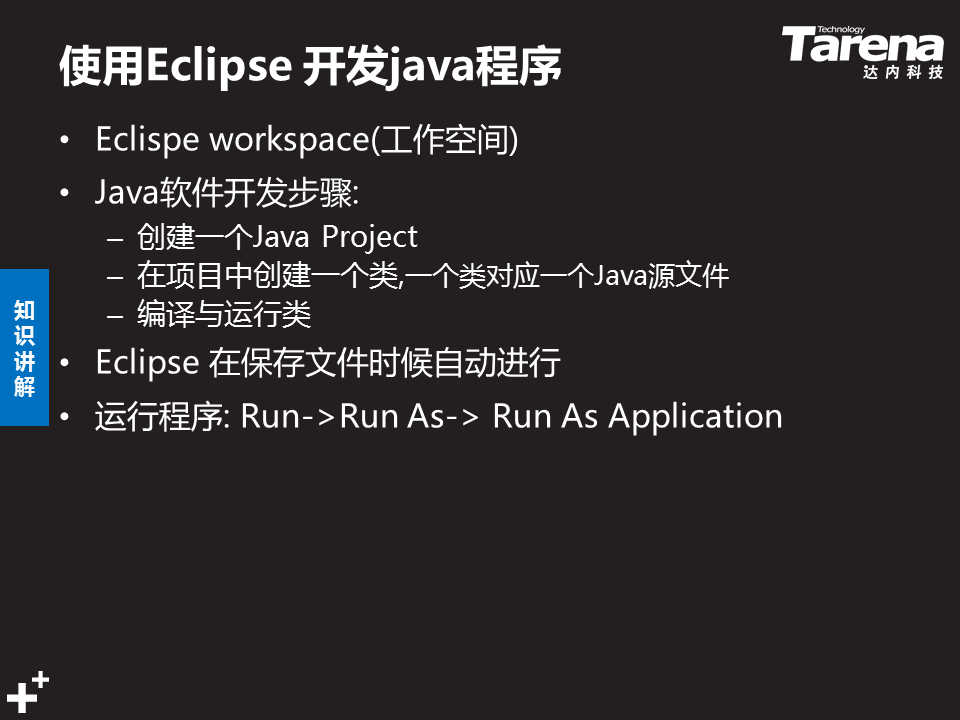 使用Eclipse 开发java程序
Technology
Tarena
达内科技
• Eclispe workspace(工作空间)
• Java软件开发步骤:
– 创建一个Java Project
– 在项目中创建一个类,一个类对应一个Java源文件
– 编译与运行类
• Eclipse 在保存文件时候自动进行
• 运行程序: Run->Run As-> Run As Application
知识讲解